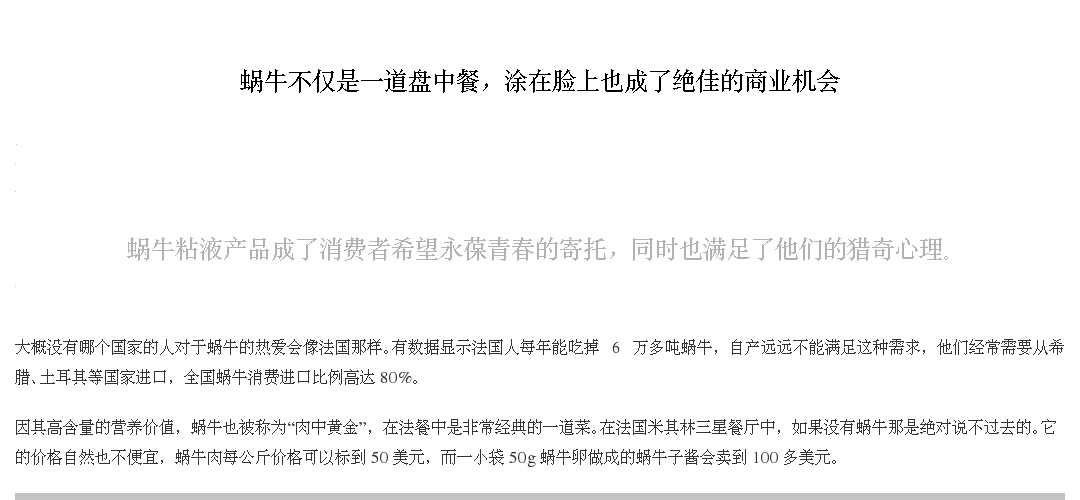 蜗牛不仅是一道盘中餐，涂在脸上也成了绝佳的商业机会
蜗牛粘液产品成了消费者希望永葆青春的寄托，同时也满足了他们的猎奇心理。
大概没有哪个国家的人对于蜗牛的热爱会像法国那样。有数据显示法国人每年能吃掉 6 万多吨蜗牛，自产远远不能满足这种需求，他们经常需要从希
腊、土耳其等国家进口，全国蜗牛消费进口比例高达 80%。
因其高含量的营养价值，蜗牛也被称为“肉中黄金”，在法餐中是非常经典的一道菜。在法国米其林三星餐厅中，如果没有蜗牛那是绝对说不过去的。它
的价格自然也不便宜，蜗牛肉每公斤价格可以标到 50 美元，而一小袋 50g 蜗牛卵做成的蜗牛子酱会卖到 100 多美元。